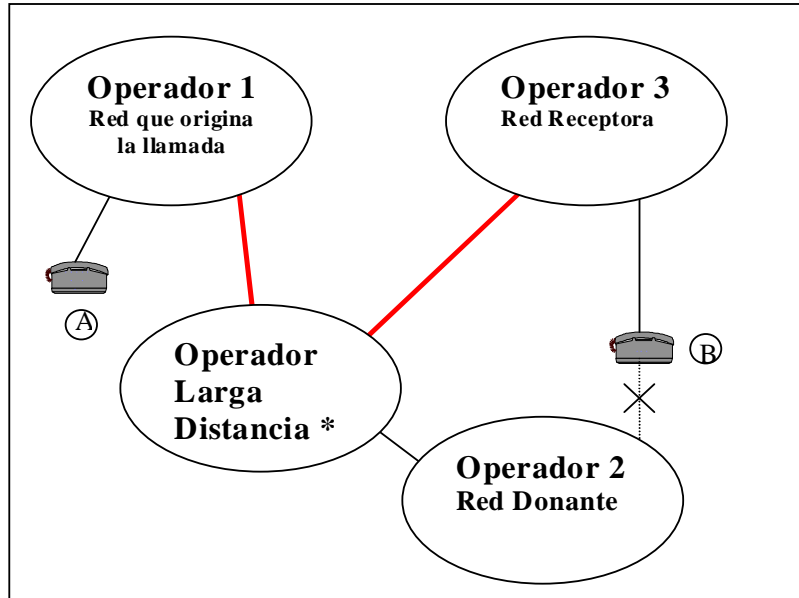 Operador 1
Red que origina
la llamada
Operador 3
Red Receptora
A
Operador
Larga
Distancia *
B
Operador 2
Red Donante